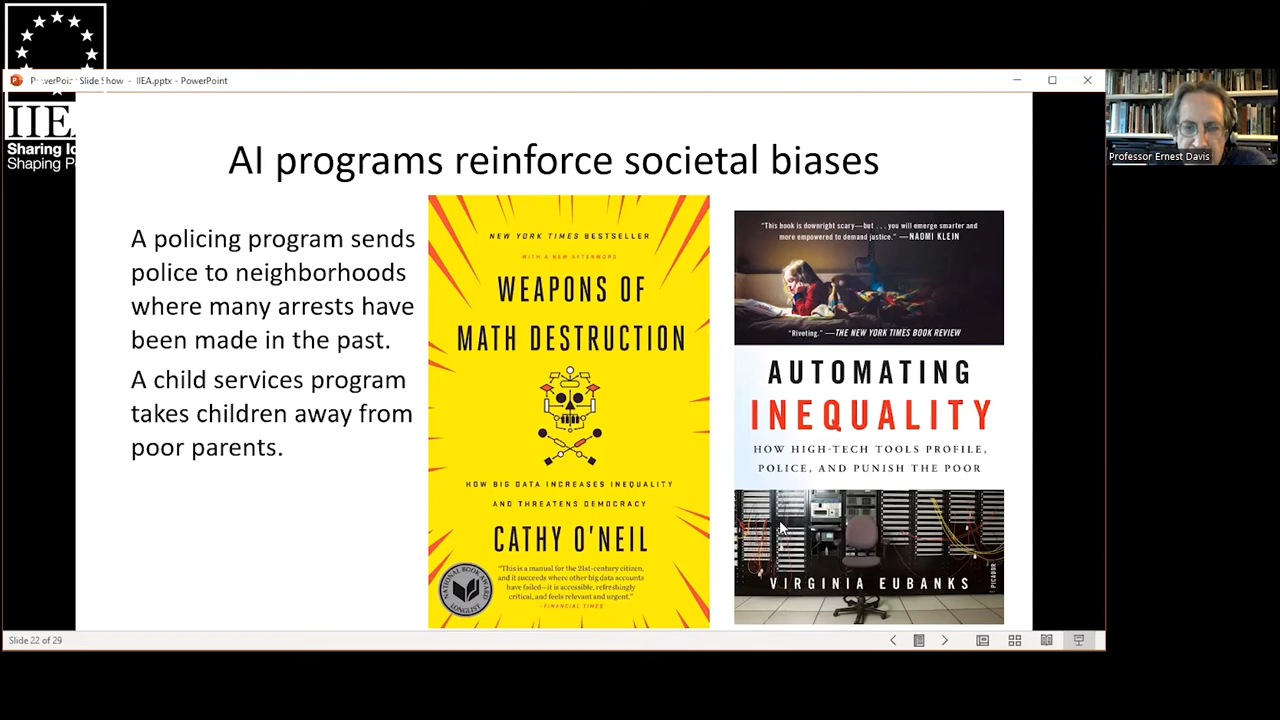 PowerPoint Slide Show - IIEA.pptx - PowerPoint
IIEA
Sharing Id
Shaping Po
Professor Ernest Davis
AI programs reinforce societal biases
A policing program sends
police to neighborhoods
where many arrests have
been made in the past.
A child services program
takes children away from
poor parents.
NEW YORK TIMES BESTSELLER
WITH A NEW AFTERWORD
WEAPONS OF
MATH DESTRUCTION
HOW BIG DATA INCREASES INEQUALITY
AND THREATENS DEMOCRACY
CATHY O'NEIL
NATIONAL BOOK AWARD
LONGLIST
"This is a manual for the 21st-century citizen,
and it succeeds where other big data accounts
have failed—it is accessible, refreshingly
critical, and feels relevant and urgent."
-FINANCIAL TIMES
"This book is downright scary—but . . . you will emerge smarter and
more empowered to demand justice." —NAOMI KLEIN
"Riveting." —THE NEW YORK TIMES BOOK REVIEW
AUTOMATING
INEQUALITY
HOW HIGH-TECH TOOLS PROFILE,
POLICE, AND PUNISH THE POOR
VIRGINIA EUBANKS
PICADOR
Slide 22 of 29